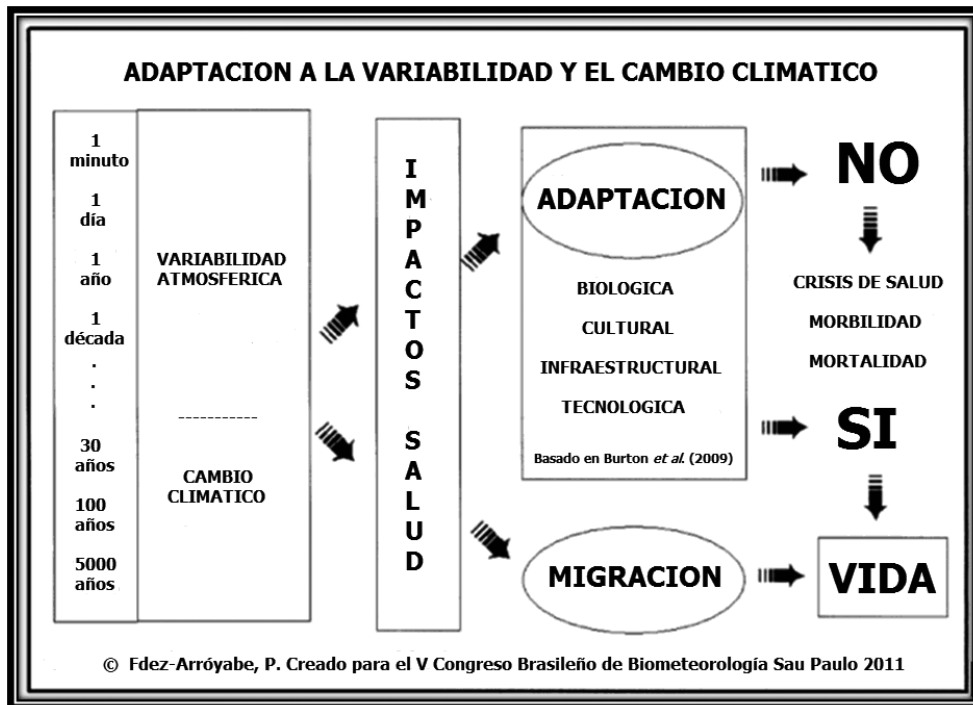 ADAPTACION A LA VARIABILIDAD Y EL CAMBIO CLIMATICO
1
minuto
1
día
1
año
1
década
.
.
.
30
años
100
años
5000
años
VARIABILIDAD
ATMOSFERICA
-----------
CAMBIO
CLIMATICO
IMPACTOS SALUD
ADAPTACION
BIOLOGICA
CULTURAL
INFRAESTRUCTURAL
TECNOLOGICA
Basado en Burton et al. (2009)
MIGRACION
NO
CRISIS DE SALUD
MORBILIDAD
MORTALIDAD
SI
VIDA
© Fdez-Arróyabe, P. Creado para el V Congreso Brasileño de Biometeorología Sau Paulo 2011